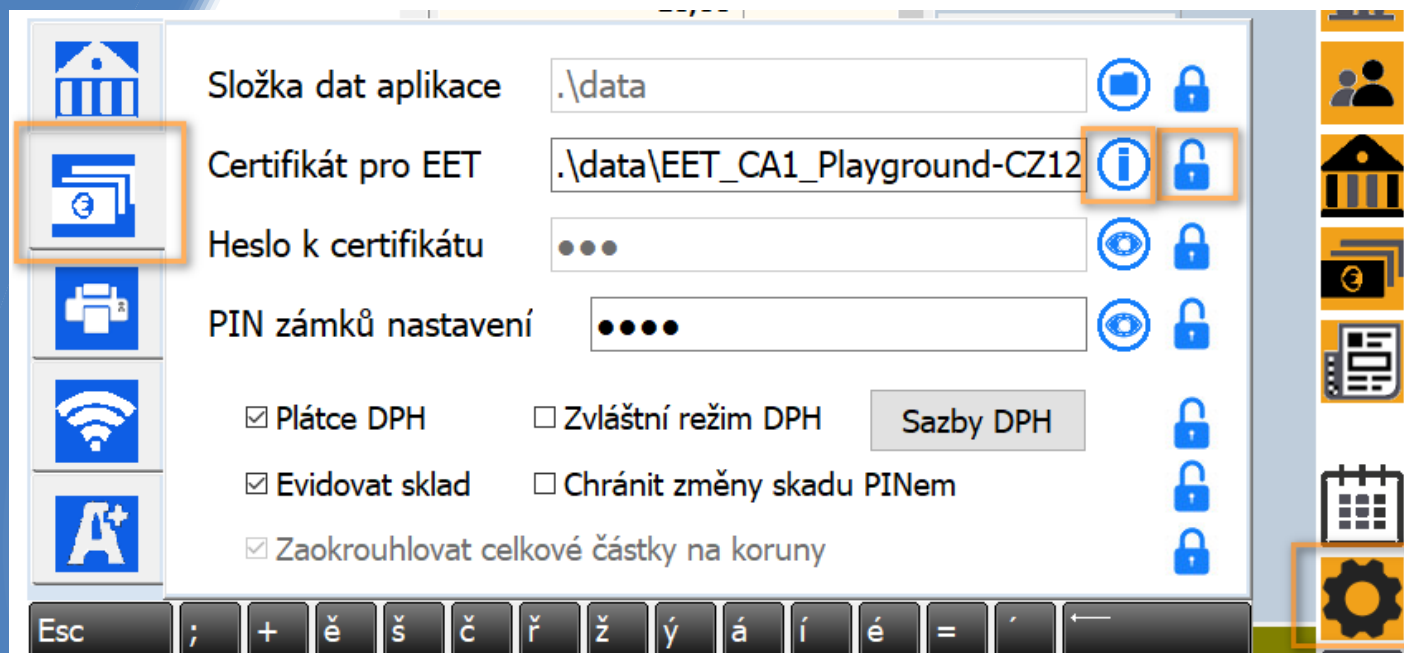 Složka dat aplikace .\data
Certifikát pro EET .\data\EET_CA1_Playground-CZ12
Heslo k certifikátu ●●●
PIN zámků nastavení ●●●●
Plátce DPH Zvláštní režim DPH Sazby DPH
Evidovat sklad Chránit změny skadu PINem
Zaokrouhlovat celkové částky na koruny
Esc ; + ě š č ř ž ý á í é = ´ ←